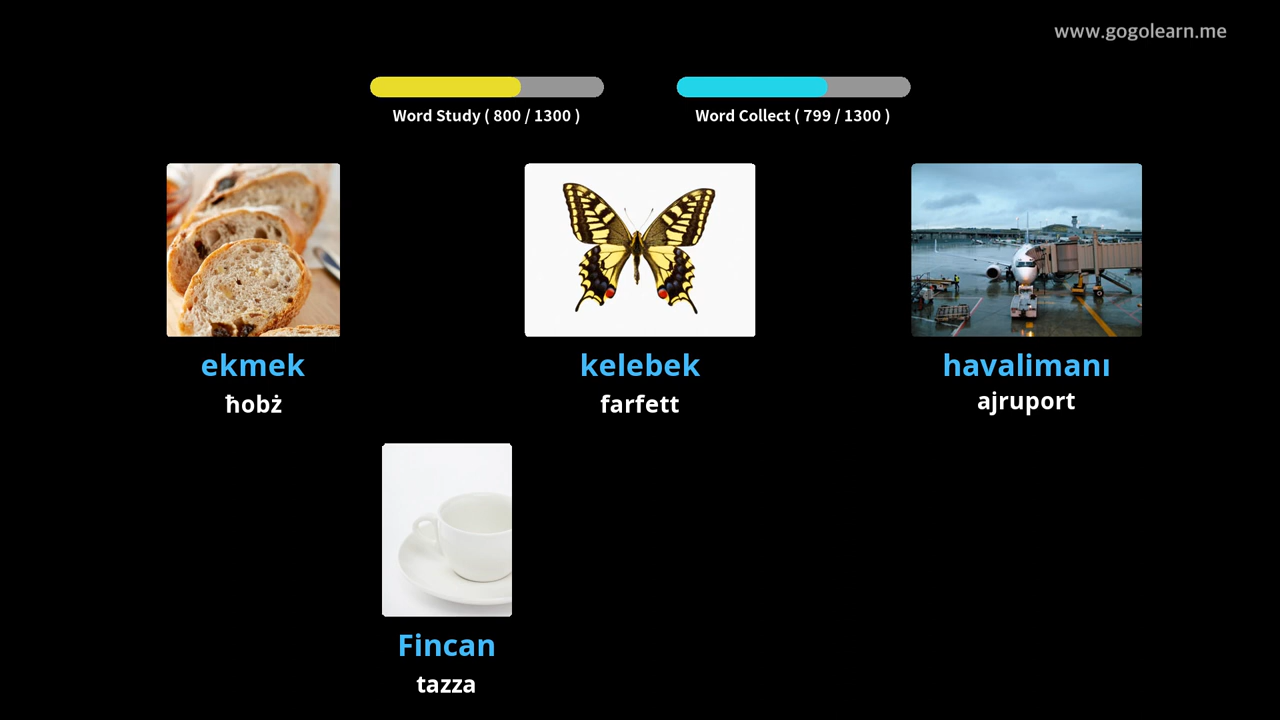 www.gogolearn.me
Word Study ( 800 / 1300 )
Word Collect ( 799 / 1300 )
ekmek
ħobż
kelebek
farfett
havalimanı
ajruport
Fincan
tazza